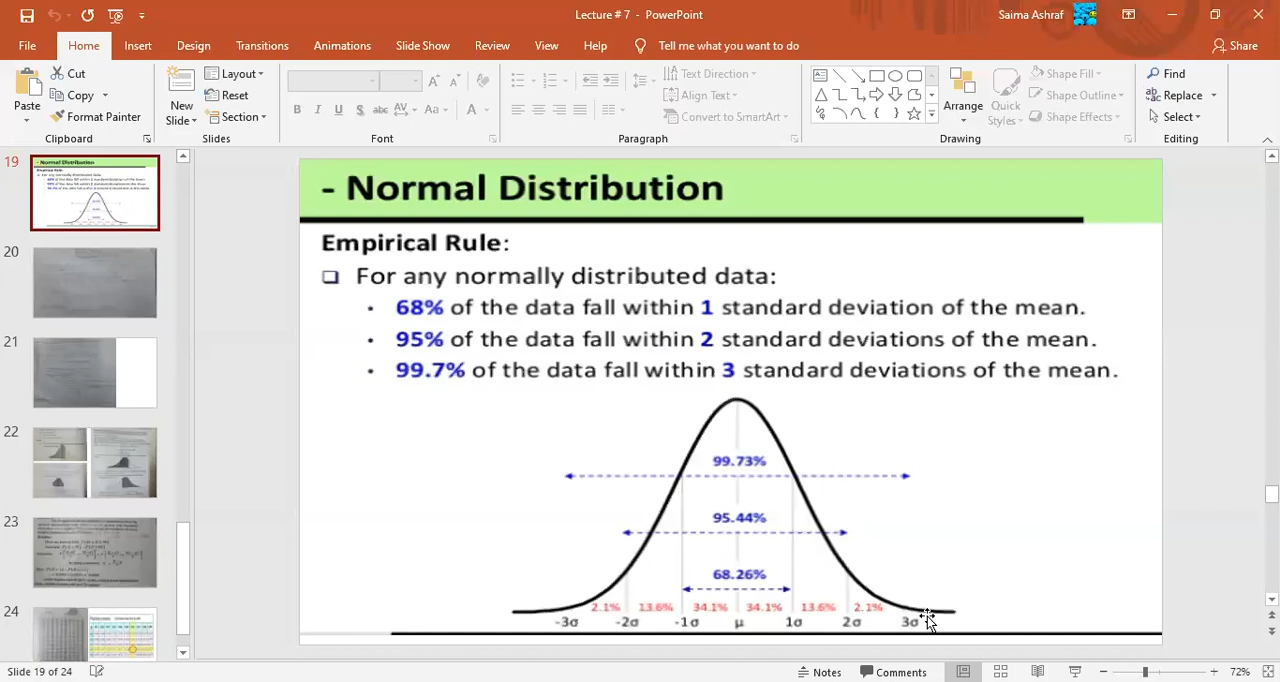 Lecture # 7 - PowerPoint
Saima Ashraf
File Home Insert Design Transitions Animations Slide Show Review View Help Tell me what you want to do Share
Paste
Cut
Copy
Format Painter
Clipboard
New Slide
Layout
Reset
Section
Slides
B I U S abc AV Aa A
Font
Text Direction
Align Text
Convert to SmartArt
Paragraph
Arrange
Quick Styles
Shape Fill
Shape Outline
Shape Effects
Drawing
Find
Replace
Select
Editing
19
- Normal Distribution
Empirical Rule:
20
21
22
23
24
- Normal Distribution
Empirical Rule:
For any normally distributed data:
• 68% of the data fall within 1 standard deviation of the mean.
• 95% of the data fall within 2 standard deviations of the mean.
• 99.7% of the data fall within 3 standard deviations of the mean.
99.73%
95.44%
68.26%
2.1% 13.6% 34.1% 34.1% 13.6% 2.1%
-3σ -2σ -1σ μ 1σ 2σ 3σ
Slide 19 of 24
Notes
Comments
72%